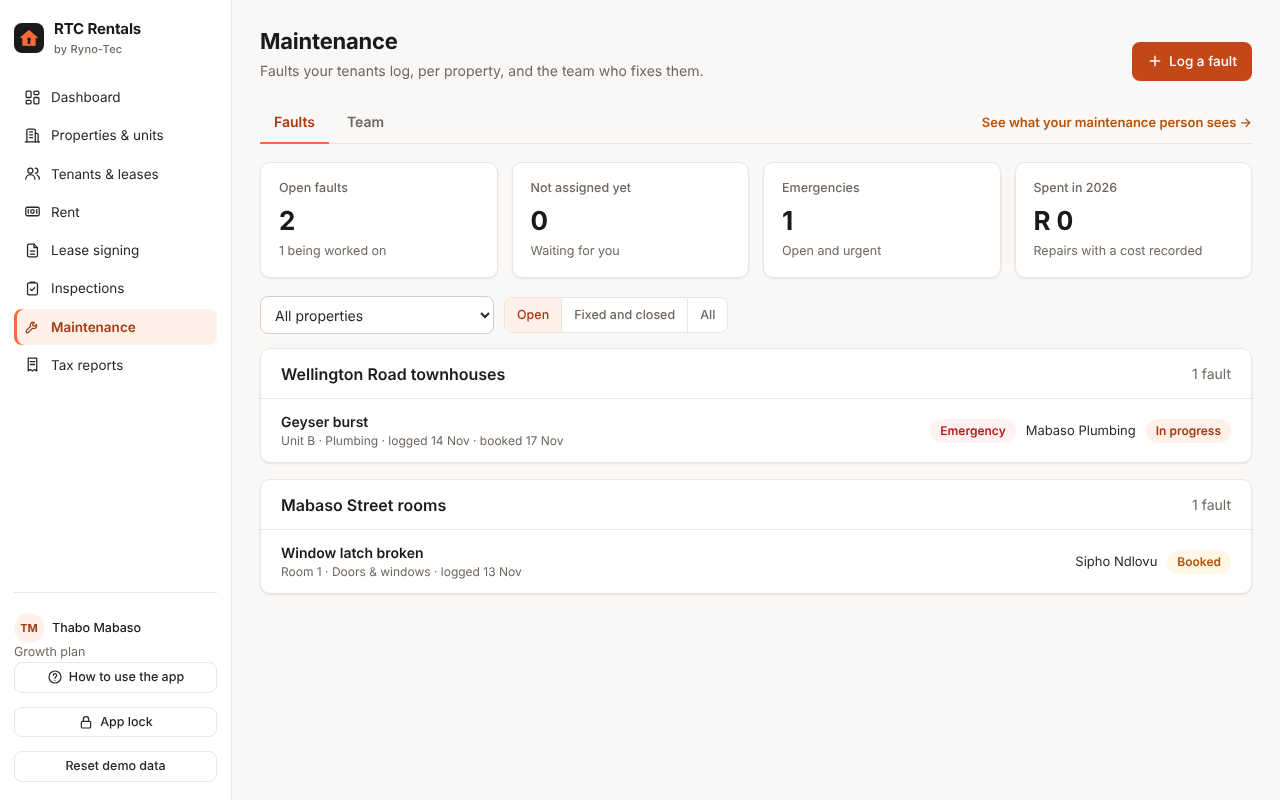 RTC Rentals
by Ryno-Tec
Dashboard
Properties & units
Tenants & leases
Rent
Lease signing
Inspections
Maintenance
Tax reports
TM
Thabo Mabaso
Growth plan
How to use the app
App lock
Reset demo data
Maintenance
Faults your tenants log, per property, and the team who fixes them.
+ Log a fault
Faults
Team
See what your maintenance person sees →
Open faults
2
1 being worked on
Not assigned yet
0
Waiting for you
Emergencies
1
Open and urgent
Spent in 2026
R 0
Repairs with a cost recorded
All properties
Open
Fixed and closed
All
Wellington Road townhouses
1 fault
Geyser burst
Unit B · Plumbing · logged 14 Nov · booked 17 Nov
Emergency
Mabaso Plumbing
In progress
Mabaso Street rooms
1 fault
Window latch broken
Room 1 · Doors & windows · logged 13 Nov
Sipho Ndlovu
Booked